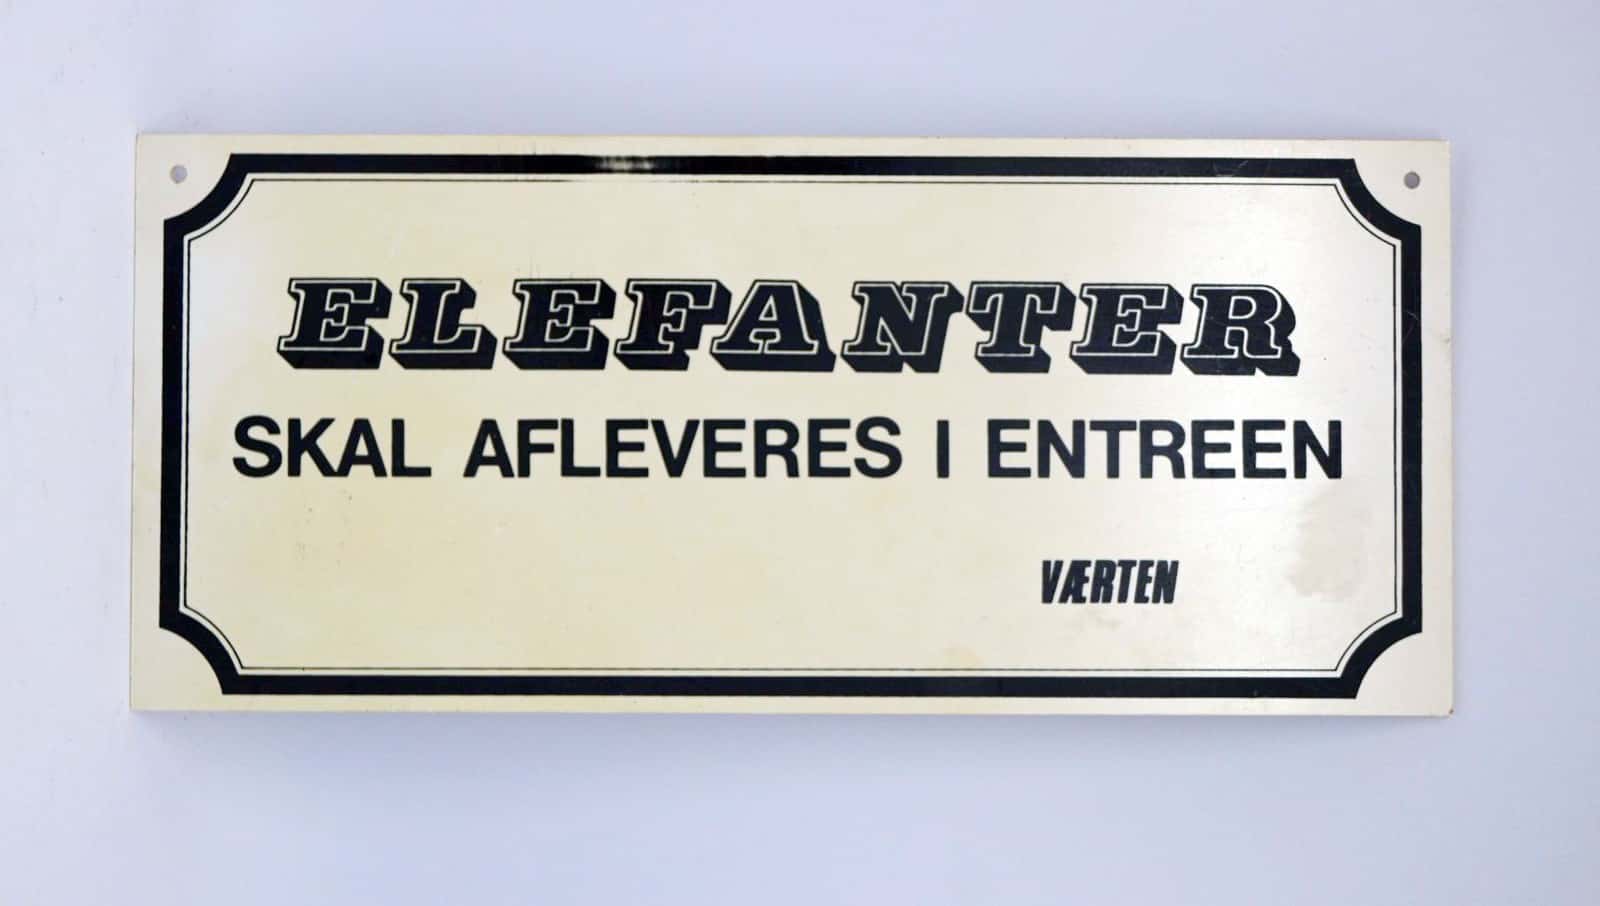 ELEFANTER
SKAL AFLEVERES I ENTREEN
VÆRTEN